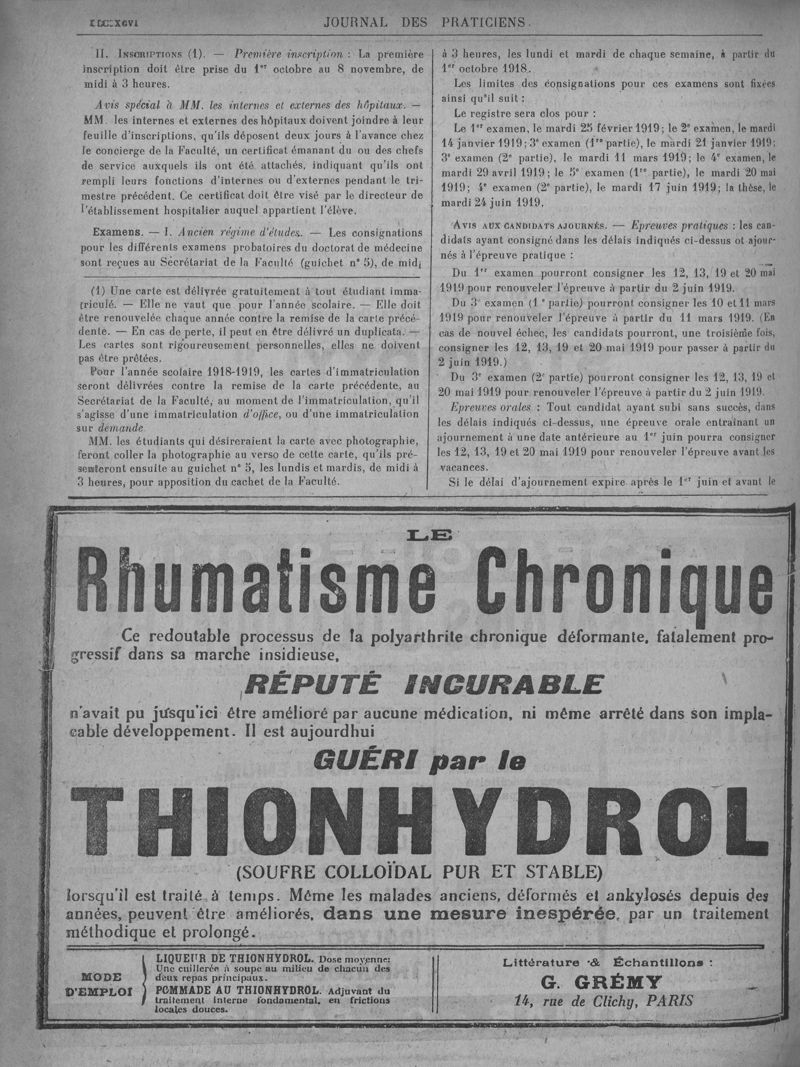 JOURNAL DES PRATICIENS.
II. INSCRIPTIONS (1). — Première inscription : La première
inscription doit être prise du 1er octobre au 8 novembre, de
midi à 3 heures.
Avis spécial à MM. les internes et externes des hôpitaux. —
MM. les internes et externes des hôpitaux doivent joindre à leur
feuille d'inscriptions, qu'ils déposent deux jours à l'avance chez
le concierge de la Faculté, un certificat émanant du ou des chefs
de service auxquels ils ont été attachés, indiquant qu'ils ont
rempli leurs fonctions d'internes ou d'externes pendant le tri-
mestre précédent. Ce certificat doit être visé par le directeur de
l'établissement hospitalier auquel appartient l'élève.
Examens. — I. Ancien régime d'études. — Les consignations
pour les différents examens probatoires du doctorat de médecine
sont reçues au Secrétariat de la Faculté (guichet n° 5), de midi
(1) Une carte est délivrée gratuitement à tout étudiant imma-
triculé. — Elle ne vaut que pour l'année scolaire. — Elle doit
être renouvelée chaque année contre la remise de la carte précé-
dente. — En cas de perte, il peut en être délivré un duplicata. —
Les cartes sont rigoureusement personnelles, elles ne doivent
pas être prêtées.
Pour l'année scolaire 1918-1919, les cartes d'immatriculation
seront délivrées contre la remise de la carte précédente, au
Secrétariat de la Faculté, au moment de l'immatriculation, qu'il
s'agisse d'une immatriculation d'office, ou d'une immatriculation
sur demande
MM. les étudiants qui désireraient la carte avec photographie,
feront coller la photographie au verso de cette carte, qu'ils pré-
senteront ensuite au guichet n° 5, les lundis et mardis, de midi à
3 heures, pour apposition du cachet de la Faculté.
à 3 heures, les lundi et mardi de chaque semaine, à partir du
1er octobre 1918.
Les limites des consignations pour ces examens sont fixées
ainsi qu'il suit :
Le registre sera clos pour :
Le 1er examen, le mardi 25 février 1919 ; le 2e examen, le mardi
14 janvier 1919 ; 3e examen (1re partie), le mardi 21 janvier 1919 ;
3e examen (2e partie), le mardi 11 mars 1919 ; le 4e examen, le
mardi 29 avril 1919 ; le 5e examen (1re partie), le mardi 20 mai
1919 ; 4e examen (2e partie), le mardi 17 juin 1919 ; la thèse, le
mardi 24 juin 1919.
AVIS AUX CANDIDATS AJOURNÉS. — Epreuves pratiques : les can-
didats ayant consigné dans les délais indiqués ci-dessus et ajour-
nés à l'épreuve pratique :
Du 1er examen pourront consigner les 12, 13, 19 et 20 mai
1919 pour renouveler l'épreuve à partir du 2 juin 1919.
Du 3e examen (1re partie) pourront consigner les 10 et 11 mars
1919 pour renouveler l'épreuve à partir du 11 mars 1919. (En
cas de nouvel échec, les candidats pourront, une troisième fois,
consigner les 12, 13, 19 et 20 mai 1919 pour passer à partir du
2 juin 1919.)
Du 3e examen (2e partie) pourront consigner les 12, 13, 19 et
20 mai 1919 pour renouveler l'épreuve à partir du 2 juin 1919.
Epreuves orales : Tout candidat ayant subi sans succès, dans
les délais indiqués ci-dessus, une épreuve orale entraînant un
ajournement à une date antérieure au 1er juin pourra consigner
les 12, 13, 19 et 20 mai 1919 pour renouveler l'épreuve avant les
vacances.
Si le délai d'ajournement expire après le 1er juin et avant le
LE
Rhumatisme Chronique
Ce redoutable processus de la polyarthrite chronique déformante, fatalement pro-
gressif dans sa marche insidieuse,
RÉPUTÉ INCURABLE
n'avait pu jusqu'ici être amélioré par aucune médication, ni même arrêté dans son impla-
cable développement. Il est aujourd'hui
GUÉRI par le
THIONHYDROL
(SOUFRE COLLOÏDAL PUR ET STABLE)
lorsqu'il est traité à temps. Même les malades anciens, déformés et ankylosés depuis des
années, peuvent être améliorés, dans une mesure inespérée, par un traitement
méthodique et prolongé.
MODE
D'EMPLOI
LIQUEUR DE THIONHYDROL. Dose moyenne:
Une cuillerée à soupe au milieu de chacun des
deux repas principaux.
POMMADE AU THIONHYDROL. Adjuvant du
traitement interne fondamental, en frictions
locales douces.
Littérature & Échantillons :
G. GRÉMY
14, rue de Clichy, PARIS